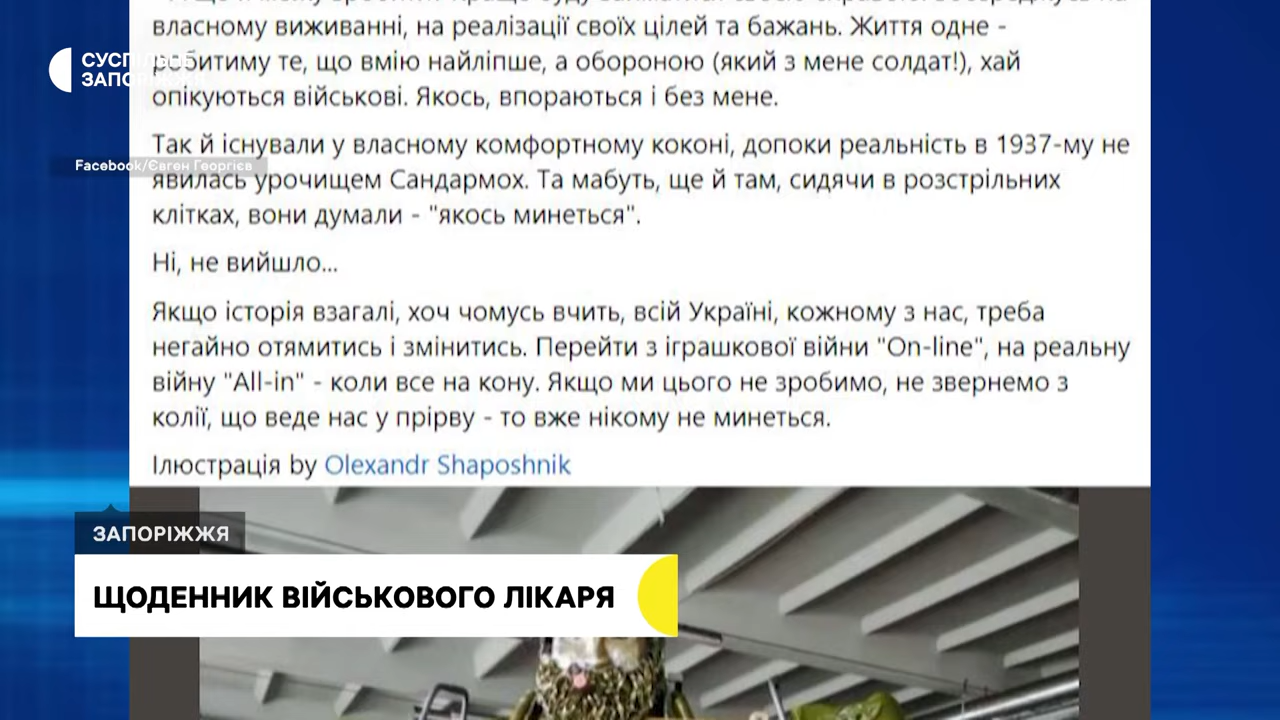 власному виживанні, на реалізації своїх цілей та бажань. Життя одне -
робитиму те, що вмію найліпше, а обороною (який з мене солдат!), хай
опікуються військові. Якось, впораються і без мене.
Так й існували у власному комфортному коконі, допоки реальність в 1937-му не
явилась урочищем Сандармох. Та мабуть, ще й там, сидячи в розстрільних
клітках, вони думали - "якось минеться".
Ні, не вийшло...
Якщо історія взагалі, хоч чомусь вчить, всій Україні, кожному з нас, треба
негайно отямитись і змінитись. Перейти з іграшкової війни "On-line", на реальну
війну "All-in" - коли все на кону. Якщо ми цього не зробимо, не звернемо з
колії, що веде нас у прірву - то вже нікому не минеться.
Ілюстрація by Olexandr Shaposhnik
СУСПІЛЬНЕ
ЗАПОРІЖЖЯ
Facebook/Євген Георгієв
ЗАПОРІЖЖЯ
ЩОДЕННИК ВІЙСЬКОВОГО ЛІКАРЯ